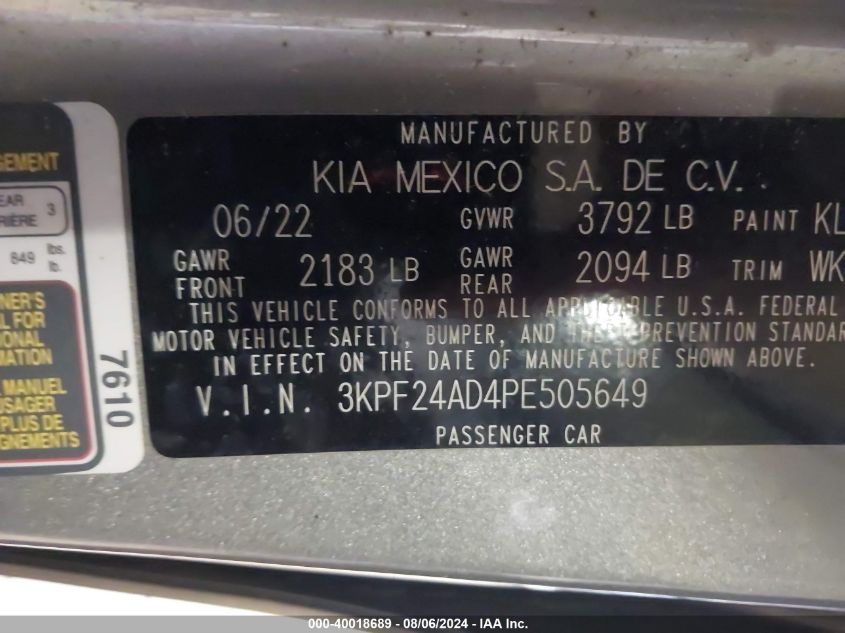 MANUFACTURED BY
KIA MEXICO S.A. DE C.V.
06/22 GVWR 3792 LB PAINT KL
GAWR FRONT 2183 LB GAWR REAR 2094 LB TRIM WK
THIS VEHICLE CONFORMS TO ALL APPLICABLE U.S.A. FEDERAL
MOTOR VEHICLE SAFETY, BUMPER, AND THEFT PREVENTION STANDAR
IN EFFECT ON THE DATE OF MANUFACTURE SHOWN ABOVE.
V.I.N. 3KPF24AD4PE505649
PASSENGER CAR
GEMENT
EAR
RIÈRE 3
849 lbs.
lb.
NER'S
L FOR
IONAL
MATION
MANUEL
USAGER
PLUS DE
GNEMENTS
7610
000-40018689 - 08/06/2024 - IAA Inc.